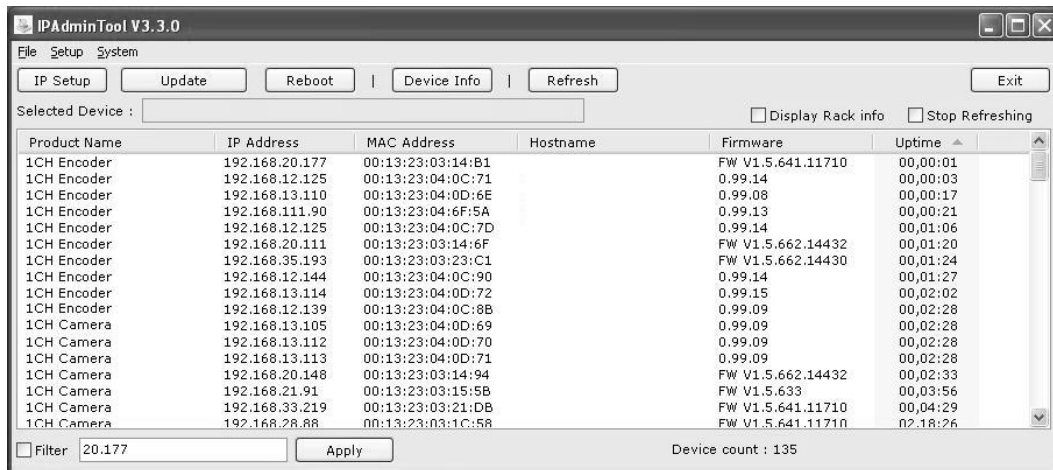 IPAdminTool V3.3.0
File Setup System
IP Setup Update Reboot | Device Info | Refresh Exit
Selected Device : Display Rack info Stop Refreshing
Product Name IP Address MAC Address Hostname Firmware Uptime
1CH Encoder 192.168.20.177 00:13:23:03:14:B1 FW V1.5.641.11710 00,00:01
1CH Encoder 192.168.12.125 00:13:23:04:0C:71 0.99.14 00,00:03
1CH Encoder 192.168.13.110 00:13:23:04:0D:6E 0.99.08 00,00:17
1CH Encoder 192.168.111.90 00:13:23:04:6F:5A 0.99.13 00,00:21
1CH Encoder 192.168.12.125 00:13:23:04:0C:7D 0.99.14 00,01:06
1CH Encoder 192.168.20.111 00:13:23:03:14:6F FW V1.5.662.14432 00,01:20
1CH Encoder 192.168.35.193 00:13:23:03:23:C1 FW V1.5.662.14430 00,01:24
1CH Encoder 192.168.12.144 00:13:23:04:0C:90 0.99.14 00,01:27
1CH Encoder 192.168.13.114 00:13:23:04:0D:72 0.99.15 00,02:02
1CH Encoder 192.168.12.139 00:13:23:04:0C:8B 0.99.09 00,02:28
1CH Camera 192.168.13.105 00:13:23:04:0D:69 0.99.09 00,02:28
1CH Camera 192.168.13.112 00:13:23:04:0D:70 0.99.09 00,02:28
1CH Camera 192.168.13.113 00:13:23:04:0D:71 0.99.09 00,02:28
1CH Camera 192.168.20.148 00:13:23:03:14:94 FW V1.5.662.14432 00,02:33
1CH Camera 192.168.21.91 00:13:23:03:15:5B FW V1.5.633 00,03:56
1CH Camera 192.168.33.219 00:13:23:03:21:DB FW V1.5.641.11710 00,04:29
1CH Camera 192.168.28.88 00:13:23:03:1C:58 FW V1.5.641.11710 02,18:26
Filter 20.177 Apply Device count : 135